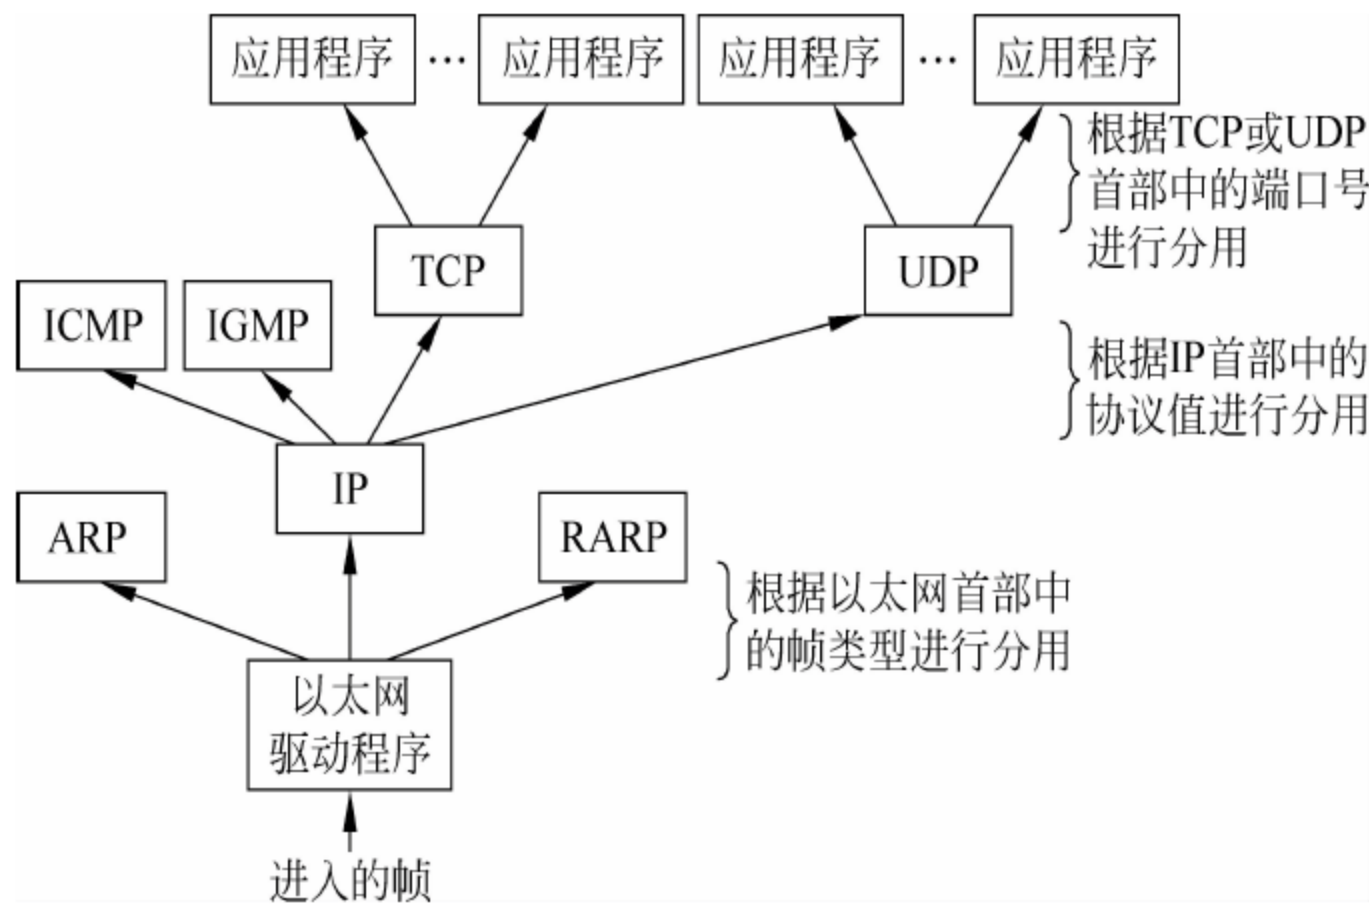 应用程序 … 应用程序 应用程序 … 应用程序
根据TCP或UDP
首部中的端口号
进行分用
TCP UDP
ICMP IGMP
根据IP首部中的
协议值进行分用
IP
ARP RARP
根据以太网首部中
的帧类型进行分用
以太网
驱动程序
进入的帧